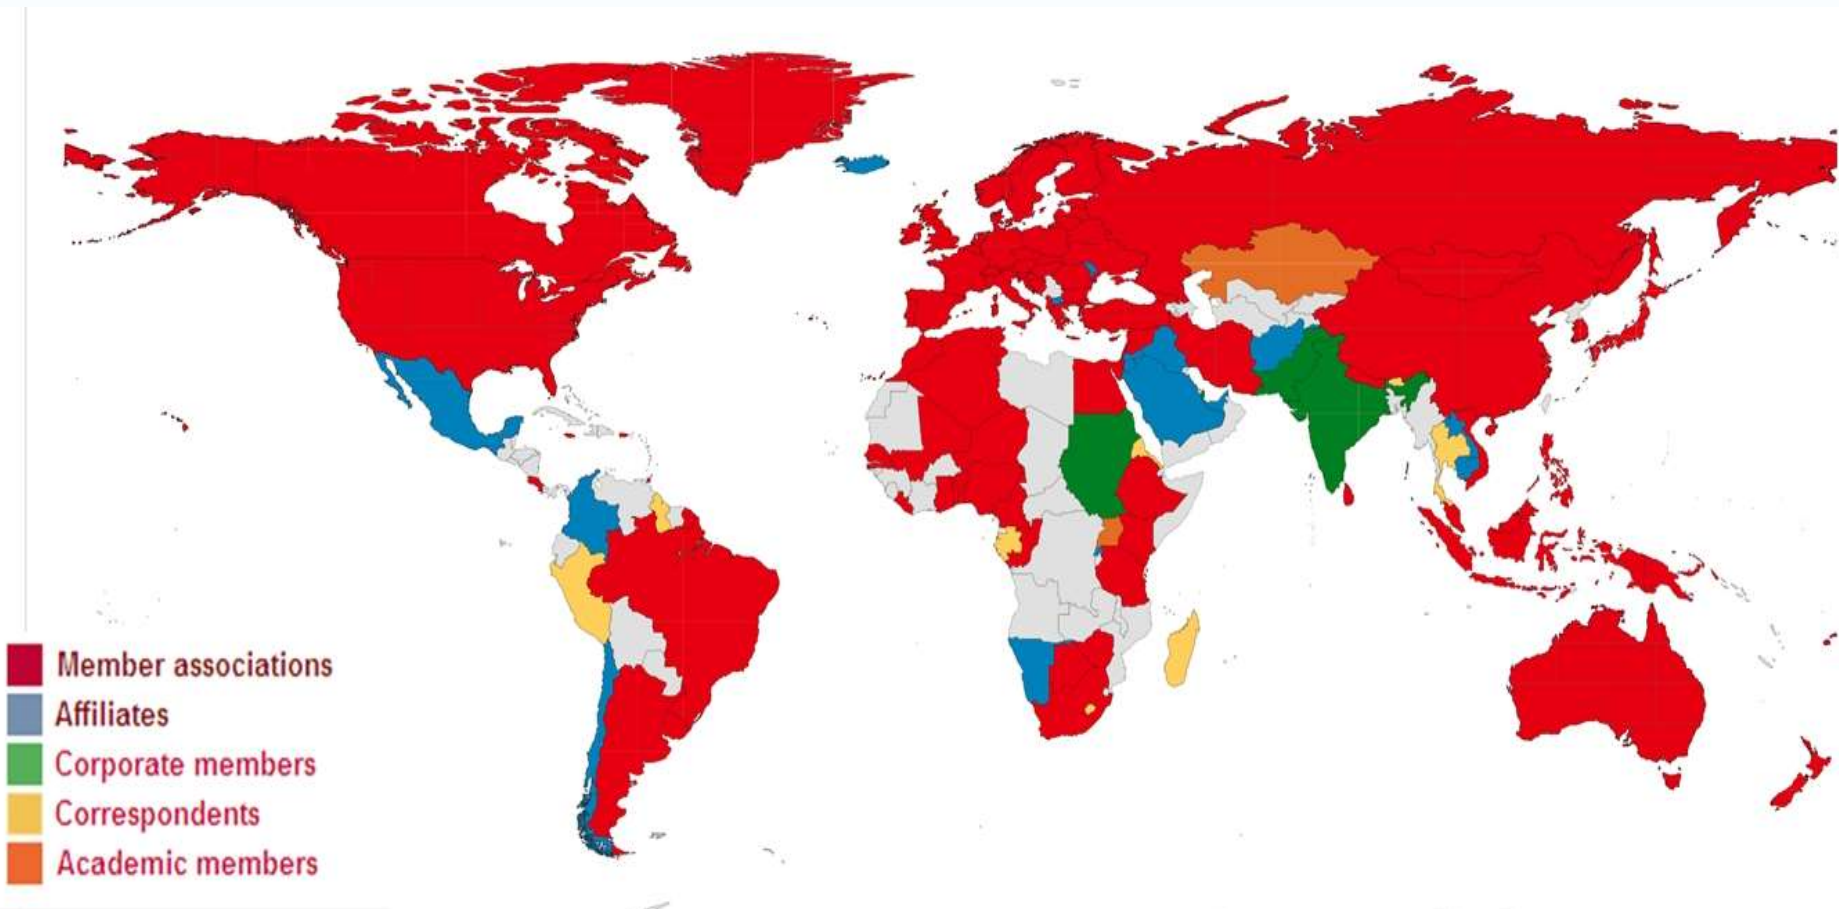 Member associations
Affiliates
Corporate members
Correspondents
Academic members